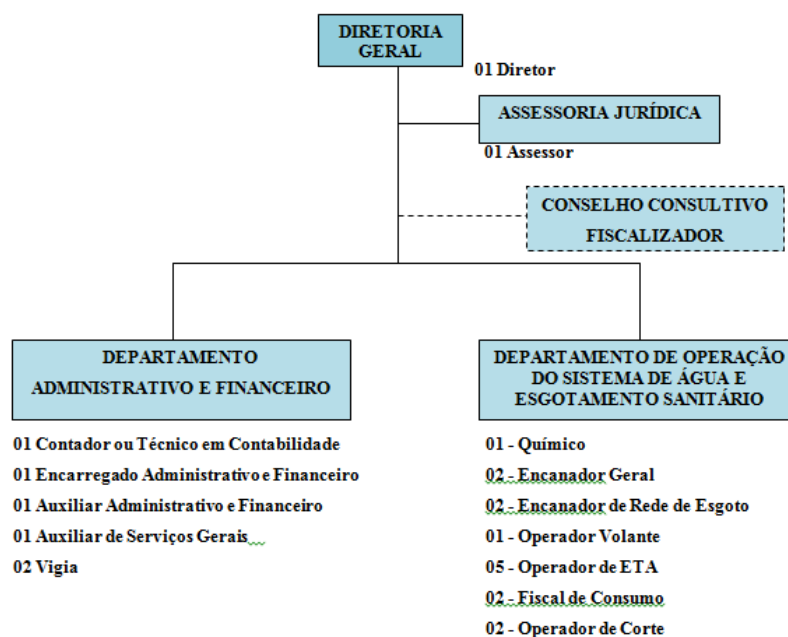 DIRETORIA
GERAL
01 Diretor
ASSESSORIA JURÍDICA
01 Assessor
CONSELHO CONSULTIVO
FISCALIZADOR
DEPARTAMENTO
ADMINISTRATIVO E FINANCEIRO
01 Contador ou Técnico em Contabilidade
01 Encarregado Administrativo e Financeiro
01 Auxiliar Administrativo e Financeiro
01 Auxiliar de Serviços Gerais
02 Vigia
DEPARTAMENTO DE OPERAÇÃO
DO SISTEMA DE ÁGUA E
ESGOTAMENTO SANITÁRIO
01 - Químico
02 - Encanador Geral
02 - Encanador de Rede de Esgoto
01 - Operador Volante
05 - Operador de ETA
02 - Fiscal de Consumo
02 - Operador de Corte